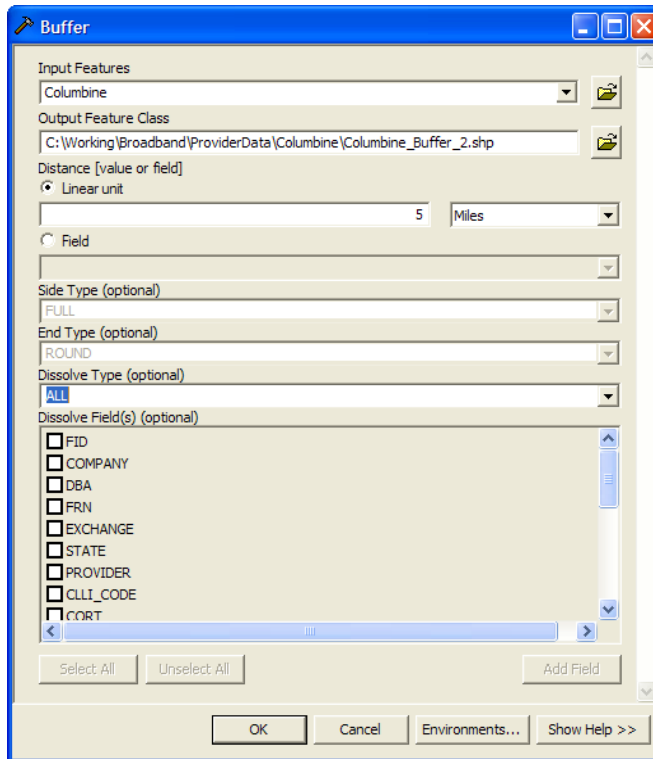 Buffer
Input Features
Columbine
Output Feature Class
C:\Working\Broadband\ProviderData\Columbine\Columbine_Buffer_2.shp
Distance [value or field]
Linear unit
5 Miles
Field
Side Type (optional)
FULL
End Type (optional)
ROUND
Dissolve Type (optional)
ALL
Dissolve Field(s) (optional)
FID
COMPANY
DBA
FRN
EXCHANGE
STATE
PROVIDER
CLLI_CODE
CORT
Select All Unselect All Add Field
OK Cancel Environments... Show Help >>